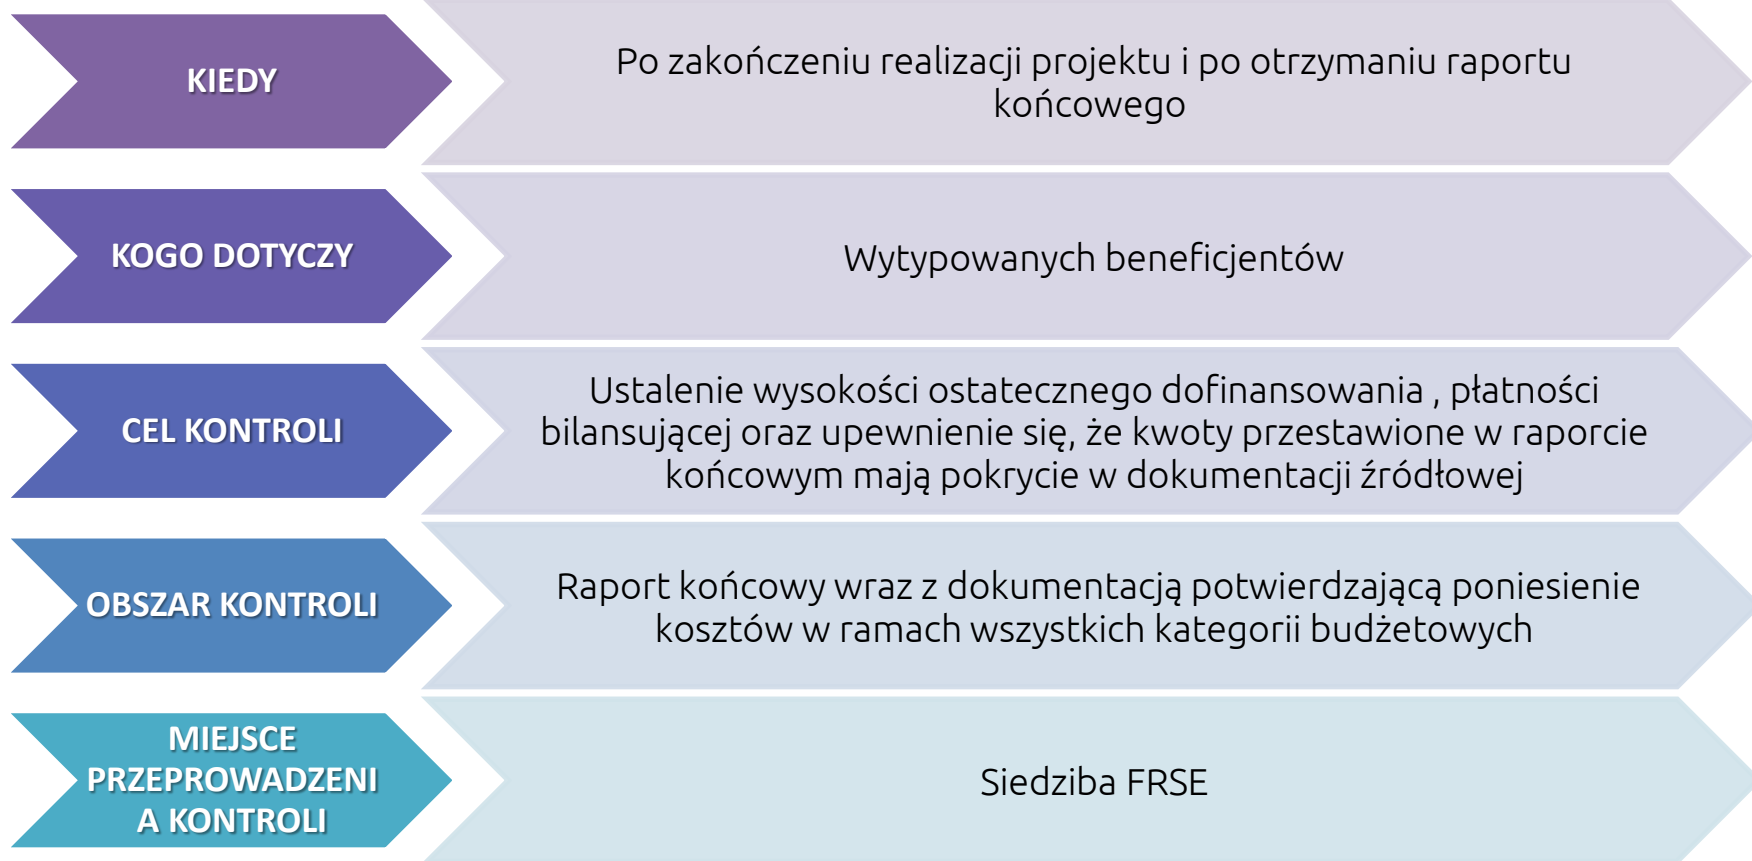 KIEDY
Po zakończeniu realizacji projektu i po otrzymaniu raportu
końcowego
KOGO DOTYCZY
Wytypowanych beneficjentów
CEL KONTROLI
Ustalenie wysokości ostatecznego dofinansowania , płatności
bilansującej oraz upewnienie się, że kwoty przestawione w raporcie
końcowym mają pokrycie w dokumentacji źródłowej
OBSZAR KONTROLI
Raport końcowy wraz z dokumentacją potwierdzającą poniesienie
kosztów w ramach wszystkich kategorii budżetowych
MIEJSCE
PRZEPROWADZENI
A KONTROLI
Siedziba FRSE